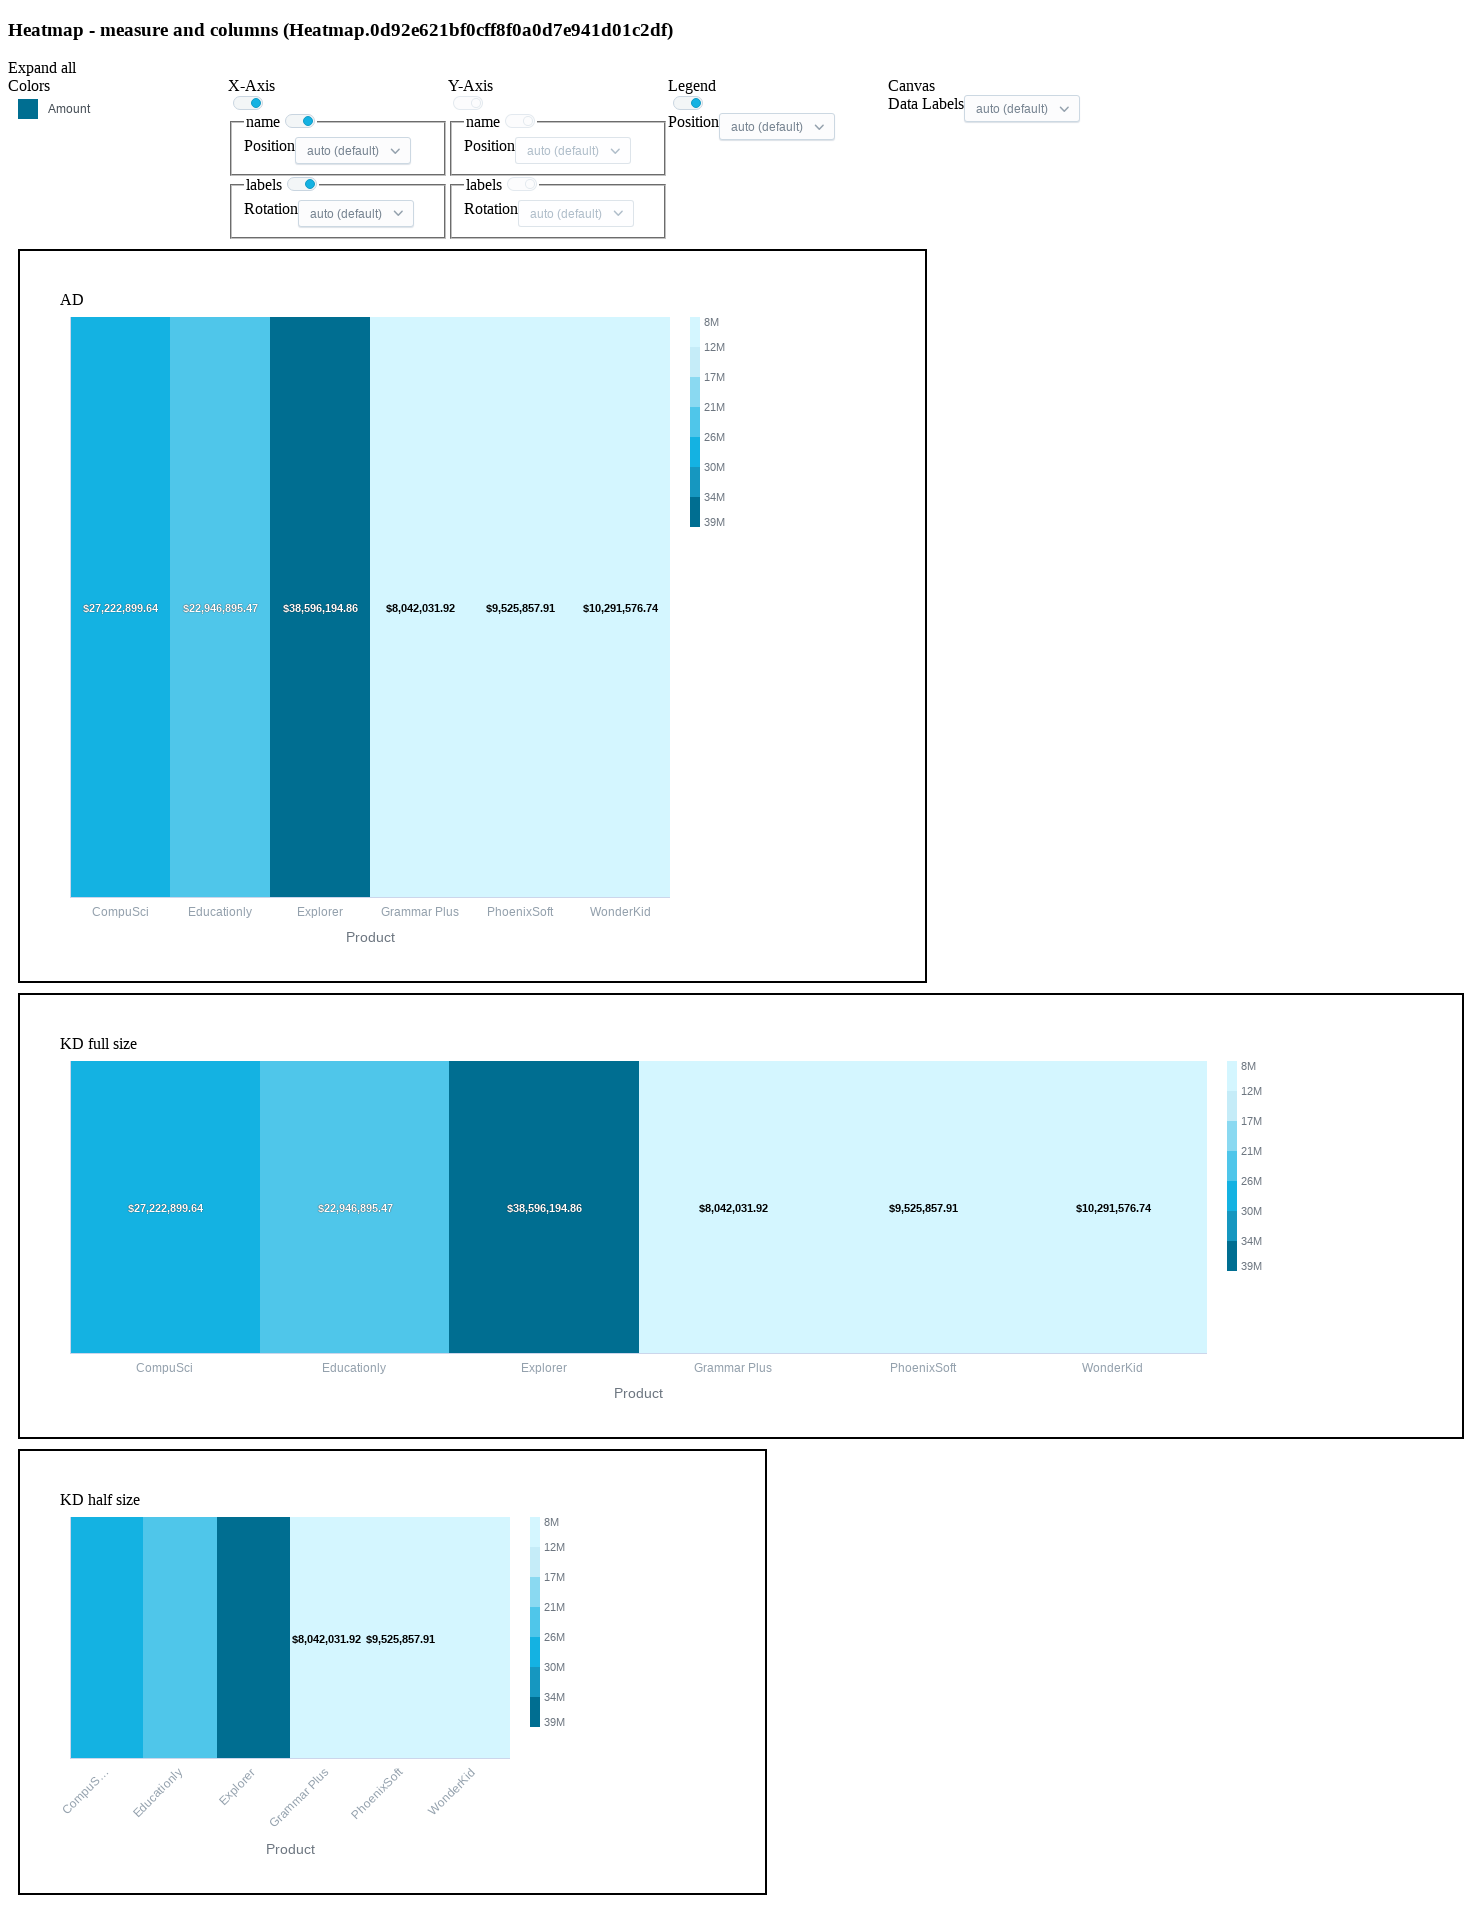 Heatmap - measure and columns (Heatmap.0d92e621bf0cff8f0a0d7e941d01c2df)
Expand all
Colors
Amount
X-Axis
name
Position auto (default)
labels
Rotation auto (default)
Y-Axis
name
Position auto (default)
labels
Rotation auto (default)
Legend
Position auto (default)
Canvas
Data Labels auto (default)
AD
8M
12M
17M
21M
26M
30M
34M
39M
$27,222,899.64 $22,946,895.47 $38,596,194.86 $8,042,031.92 $9,525,857.91 $10,291,576.74
CompuSci Educationly Explorer Grammar Plus PhoenixSoft WonderKid
Product
KD full size
8M
12M
17M
21M
26M
30M
34M
39M
$27,222,899.64 $22,946,895.47 $38,596,194.86 $8,042,031.92 $9,525,857.91 $10,291,576.74
CompuSci Educationly Explorer Grammar Plus PhoenixSoft WonderKid
Product
KD half size
8M
12M
17M
21M
26M
30M
34M
39M
$8,042,031.92 $9,525,857.91
CompuS… Educationly Explorer Grammar Plus PhoenixSoft WonderKid
Product